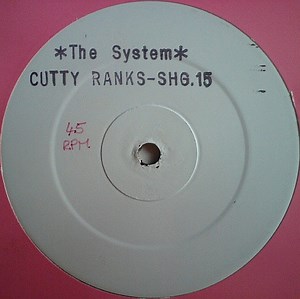 *The System*
CUTTY RANKS-SHG.15
45
RPM